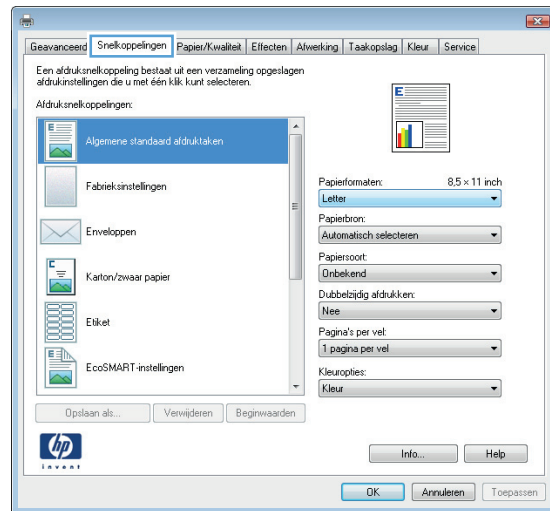 Geavanceerd Snelkoppelingen Papier/Kwaliteit Effecten Afwerking Taakopslag Kleur Service
Een afdruksnelkoppeling bestaat uit een verzameling opgeslagen
afdrukinstellingen die u met één klik kunt selecteren.
Afdruksnelkoppelingen:
Algemene standaard afdruktaken
Fabrieksinstellingen
Enveloppen
Karton/zwaar papier
Etiket
EcoSMART-instellingen
Opslaan als... Verwijderen Beginwaarden
Papierformaten: 8,5 × 11 inch
Letter
Papierbron:
Automatisch selecteren
Papiersoort:
Onbekend
Dubbelzijdig afdrukken:
Nee
Pagina's per vel:
1 pagina per vel
Kleuropties:
Kleur
hp
invent
Info... Help
OK Annuleren Toepassen